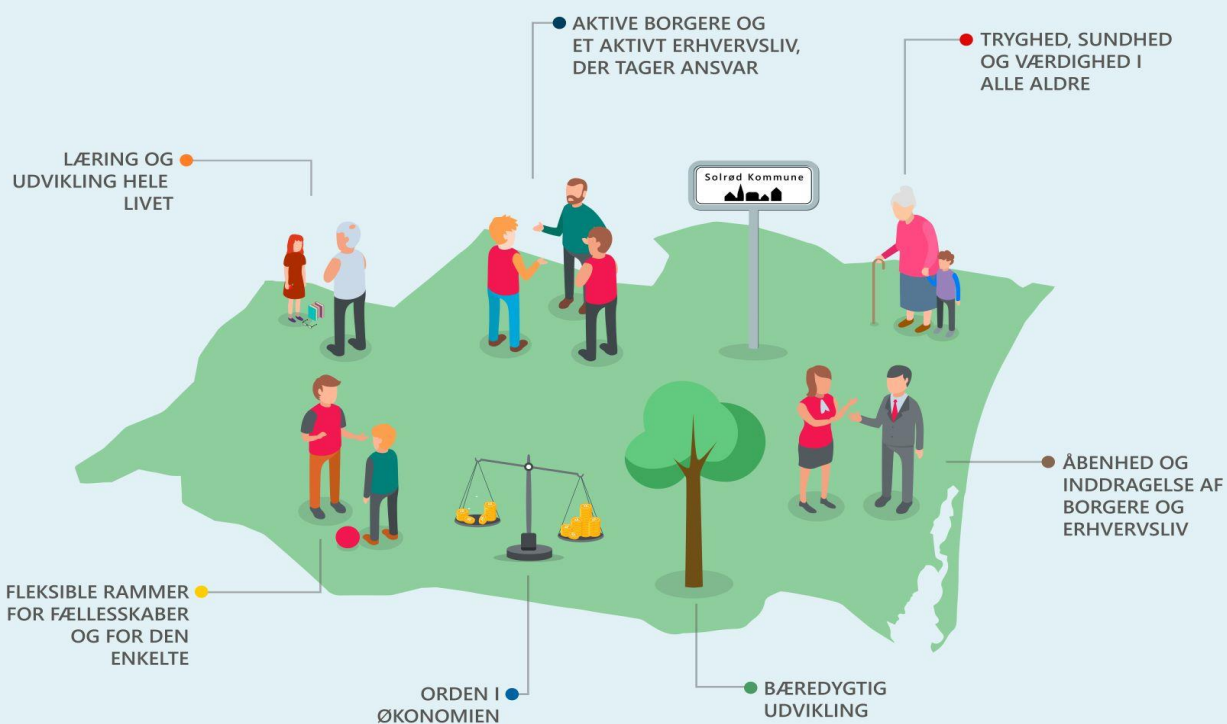 AKTIVE BORGERE OG
ET AKTIVT ERHVERVSLIV,
DER TAGER ANSVAR
TRYGHED, SUNDHED
OG VÆRDIGHED I
ALLE ALDRE
LÆRING OG
UDVIKLING HELE
LIVET
Solrød Kommune
ÅBENHED OG
INDDRAGELSE AF
BORGERE OG
ERHVERVSLIV
FLEKSIBLE RAMMER
FOR FÆLLESSKABER
OG FOR DEN
ENKELTE
ORDEN I
ØKONOMIEN
BÆREDYGTIG
UDVIKLING